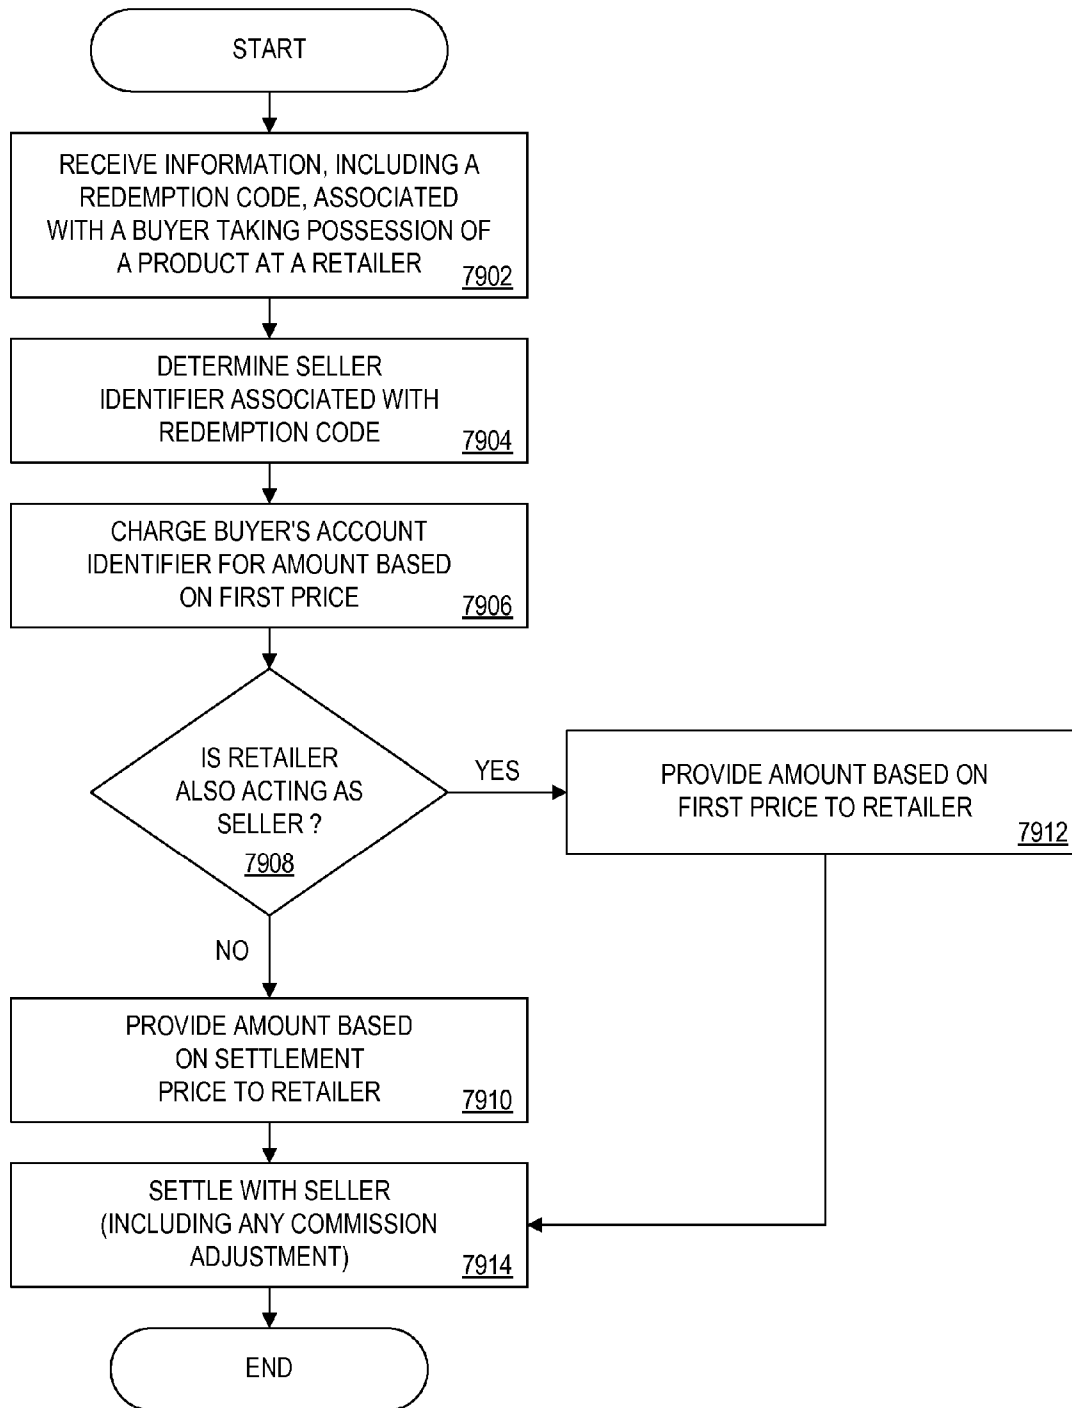 START
RECEIVE INFORMATION, INCLUDING A
REDEMPTION CODE, ASSOCIATED
WITH A BUYER TAKING POSSESSION OF
A PRODUCT AT A RETAILER
7902
DETERMINE SELLER
IDENTIFIER ASSOCIATED WITH
REDEMPTION CODE
7904
CHARGE BUYER'S ACCOUNT
IDENTIFIER FOR AMOUNT BASED
ON FIRST PRICE
7906
IS RETAILER
ALSO ACTING AS
SELLER ?
7908
YES
PROVIDE AMOUNT BASED ON
FIRST PRICE TO RETAILER
7912
NO
PROVIDE AMOUNT BASED
ON SETTLEMENT
PRICE TO RETAILER
7910
SETTLE WITH SELLER
(INCLUDING ANY COMMISSION
ADJUSTMENT)
7914
END